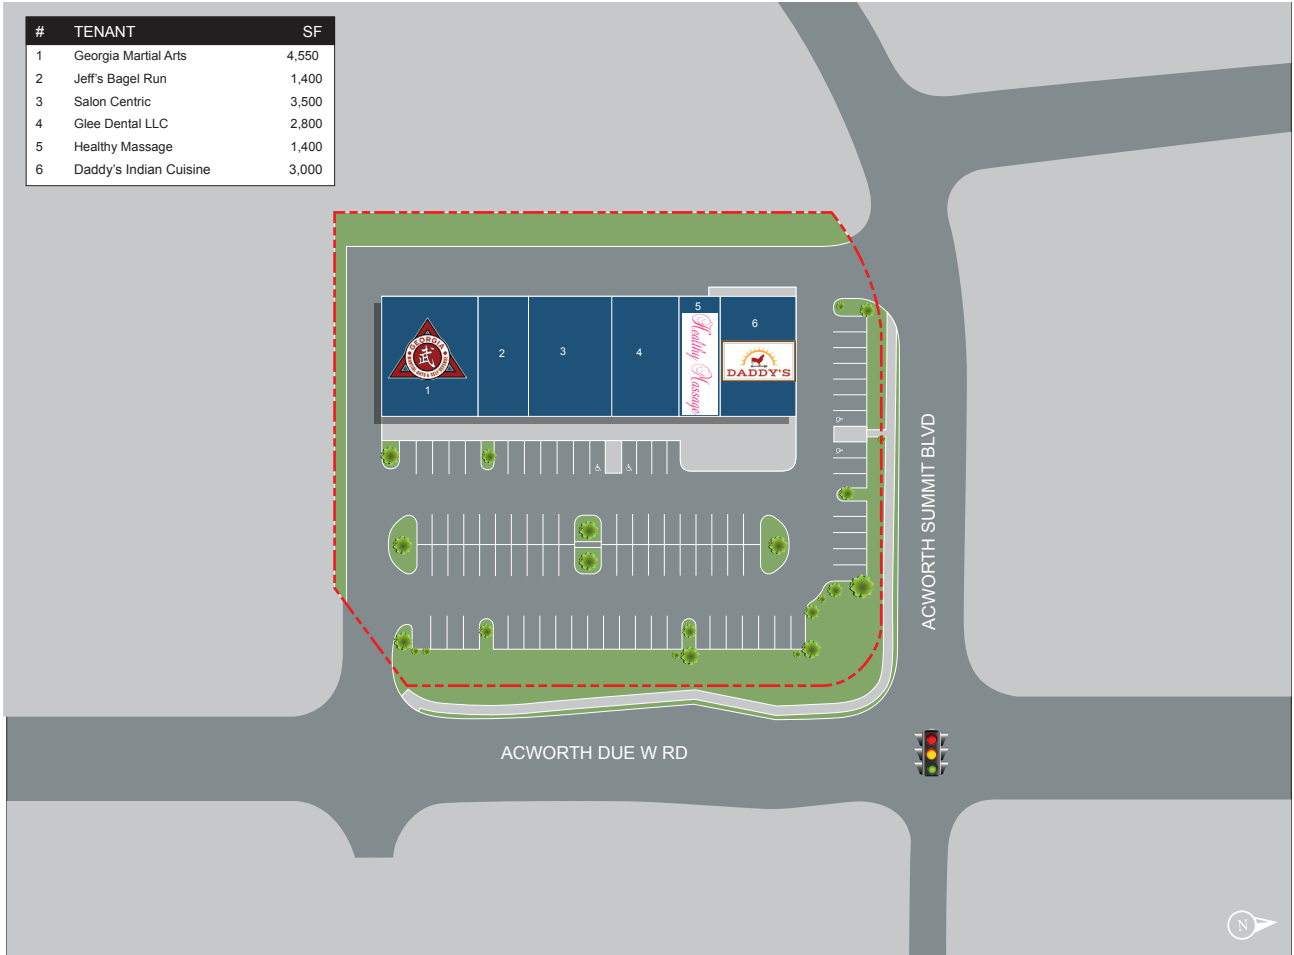 # TENANT SF
1 Georgia Martial Arts 4,550
2 Jeff's Bagel Run 1,400
3 Salon Centric 3,500
4 Glee Dental LLC 2,800
5 Healthy Massage 1,400
6 Daddy's Indian Cuisine 3,000
GEORGIA
武
1
2
3
4
5
Healthy Massage
6
DADDY'S
ACWORTH SUMMIT BLVD
ACWORTH DUE W RD
N